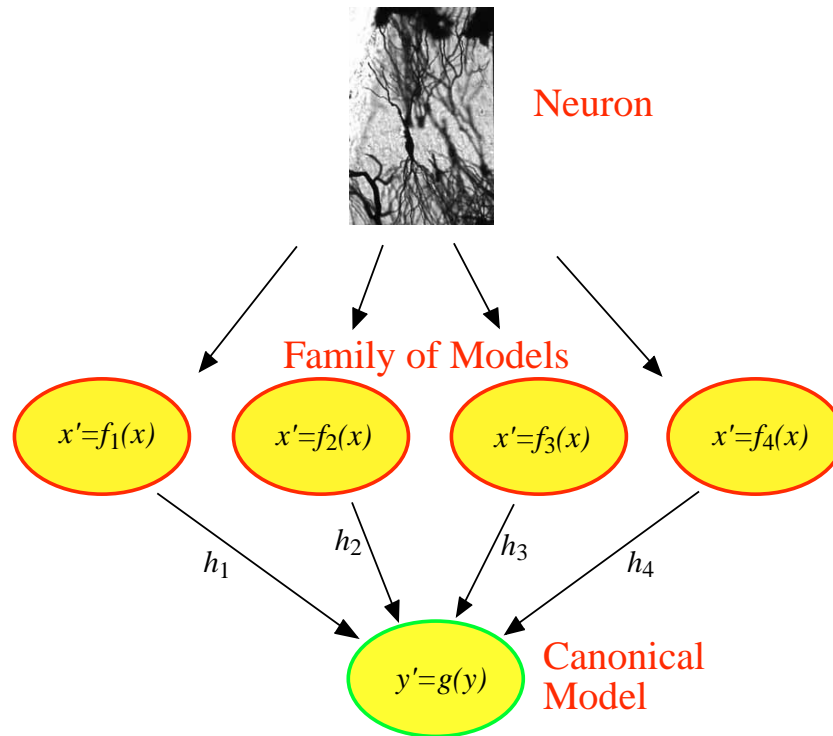 Neuron
Family of Models
x'=f₁(x)
x'=f₂(x)
x'=f₃(x)
x'=f₄(x)
h₁
h₂
h₃
h₄
y'=g(y)
Canonical
Model